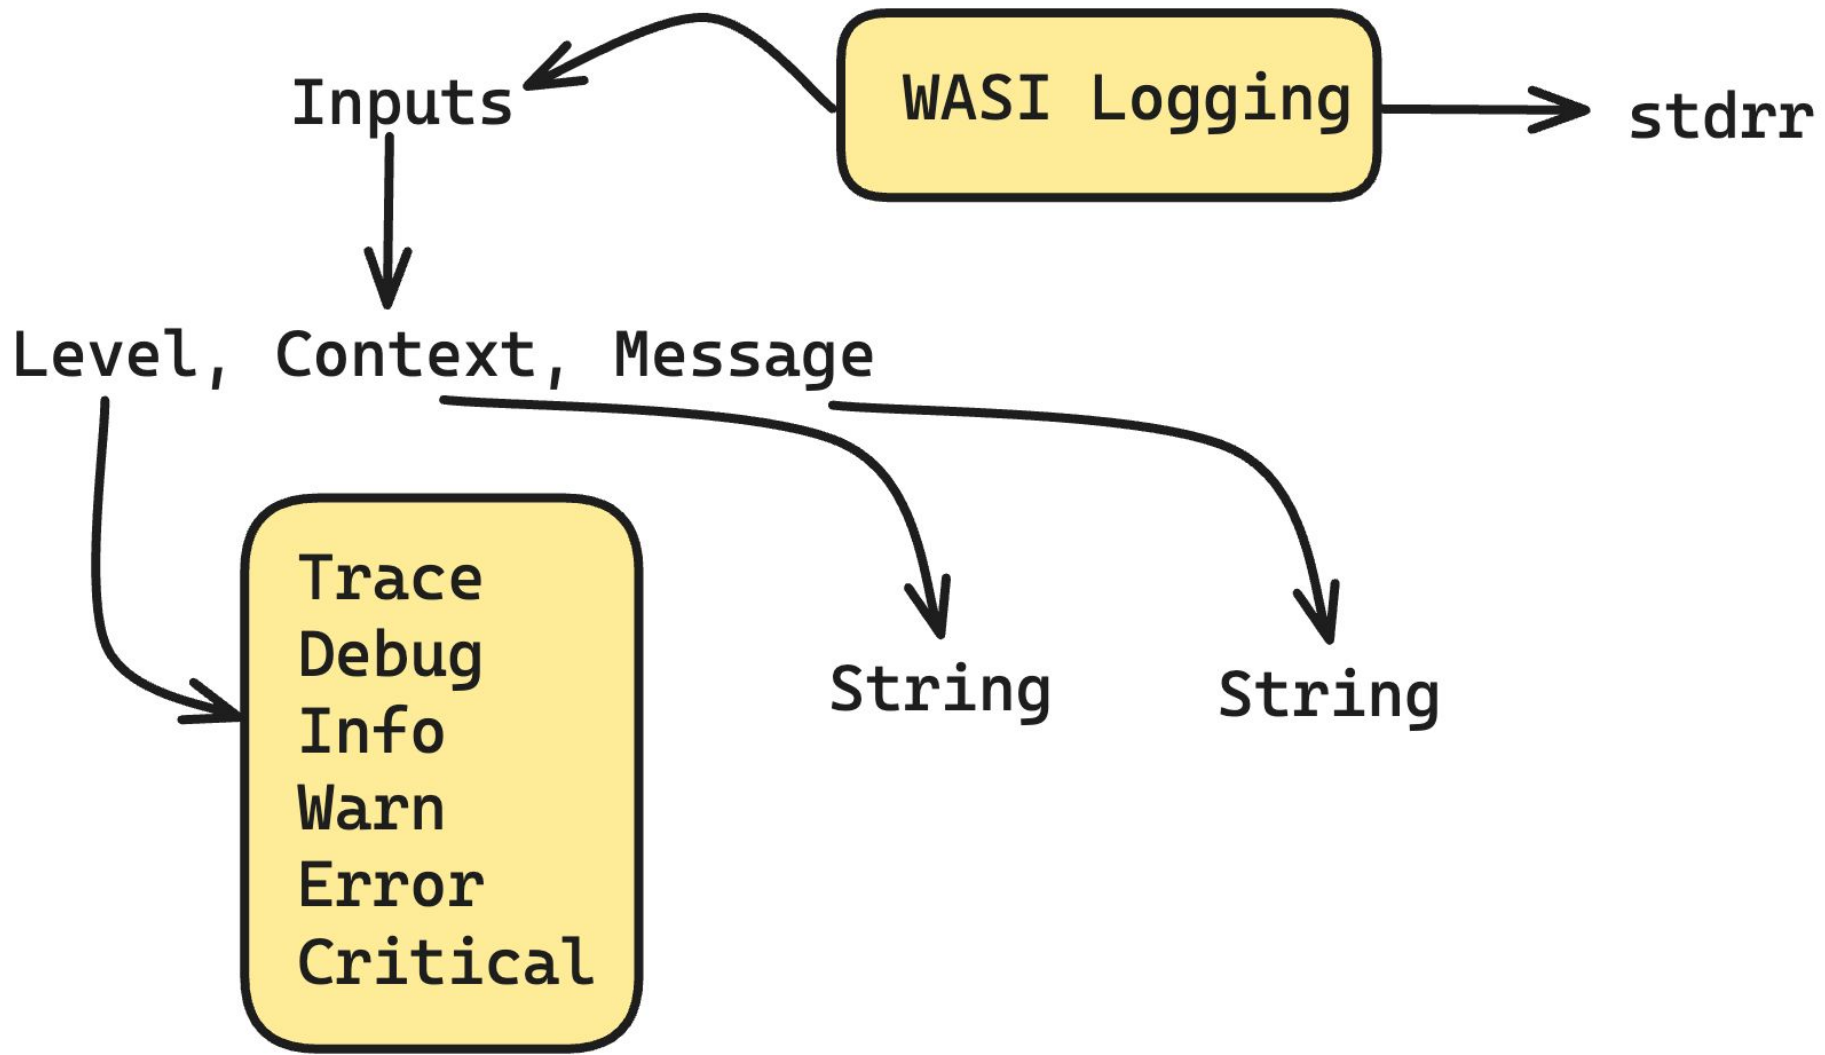 Inputs
WASI Logging
stdrr
Level, Context, Message
Trace
Debug
Info
Warn
Error
Critical
String
String